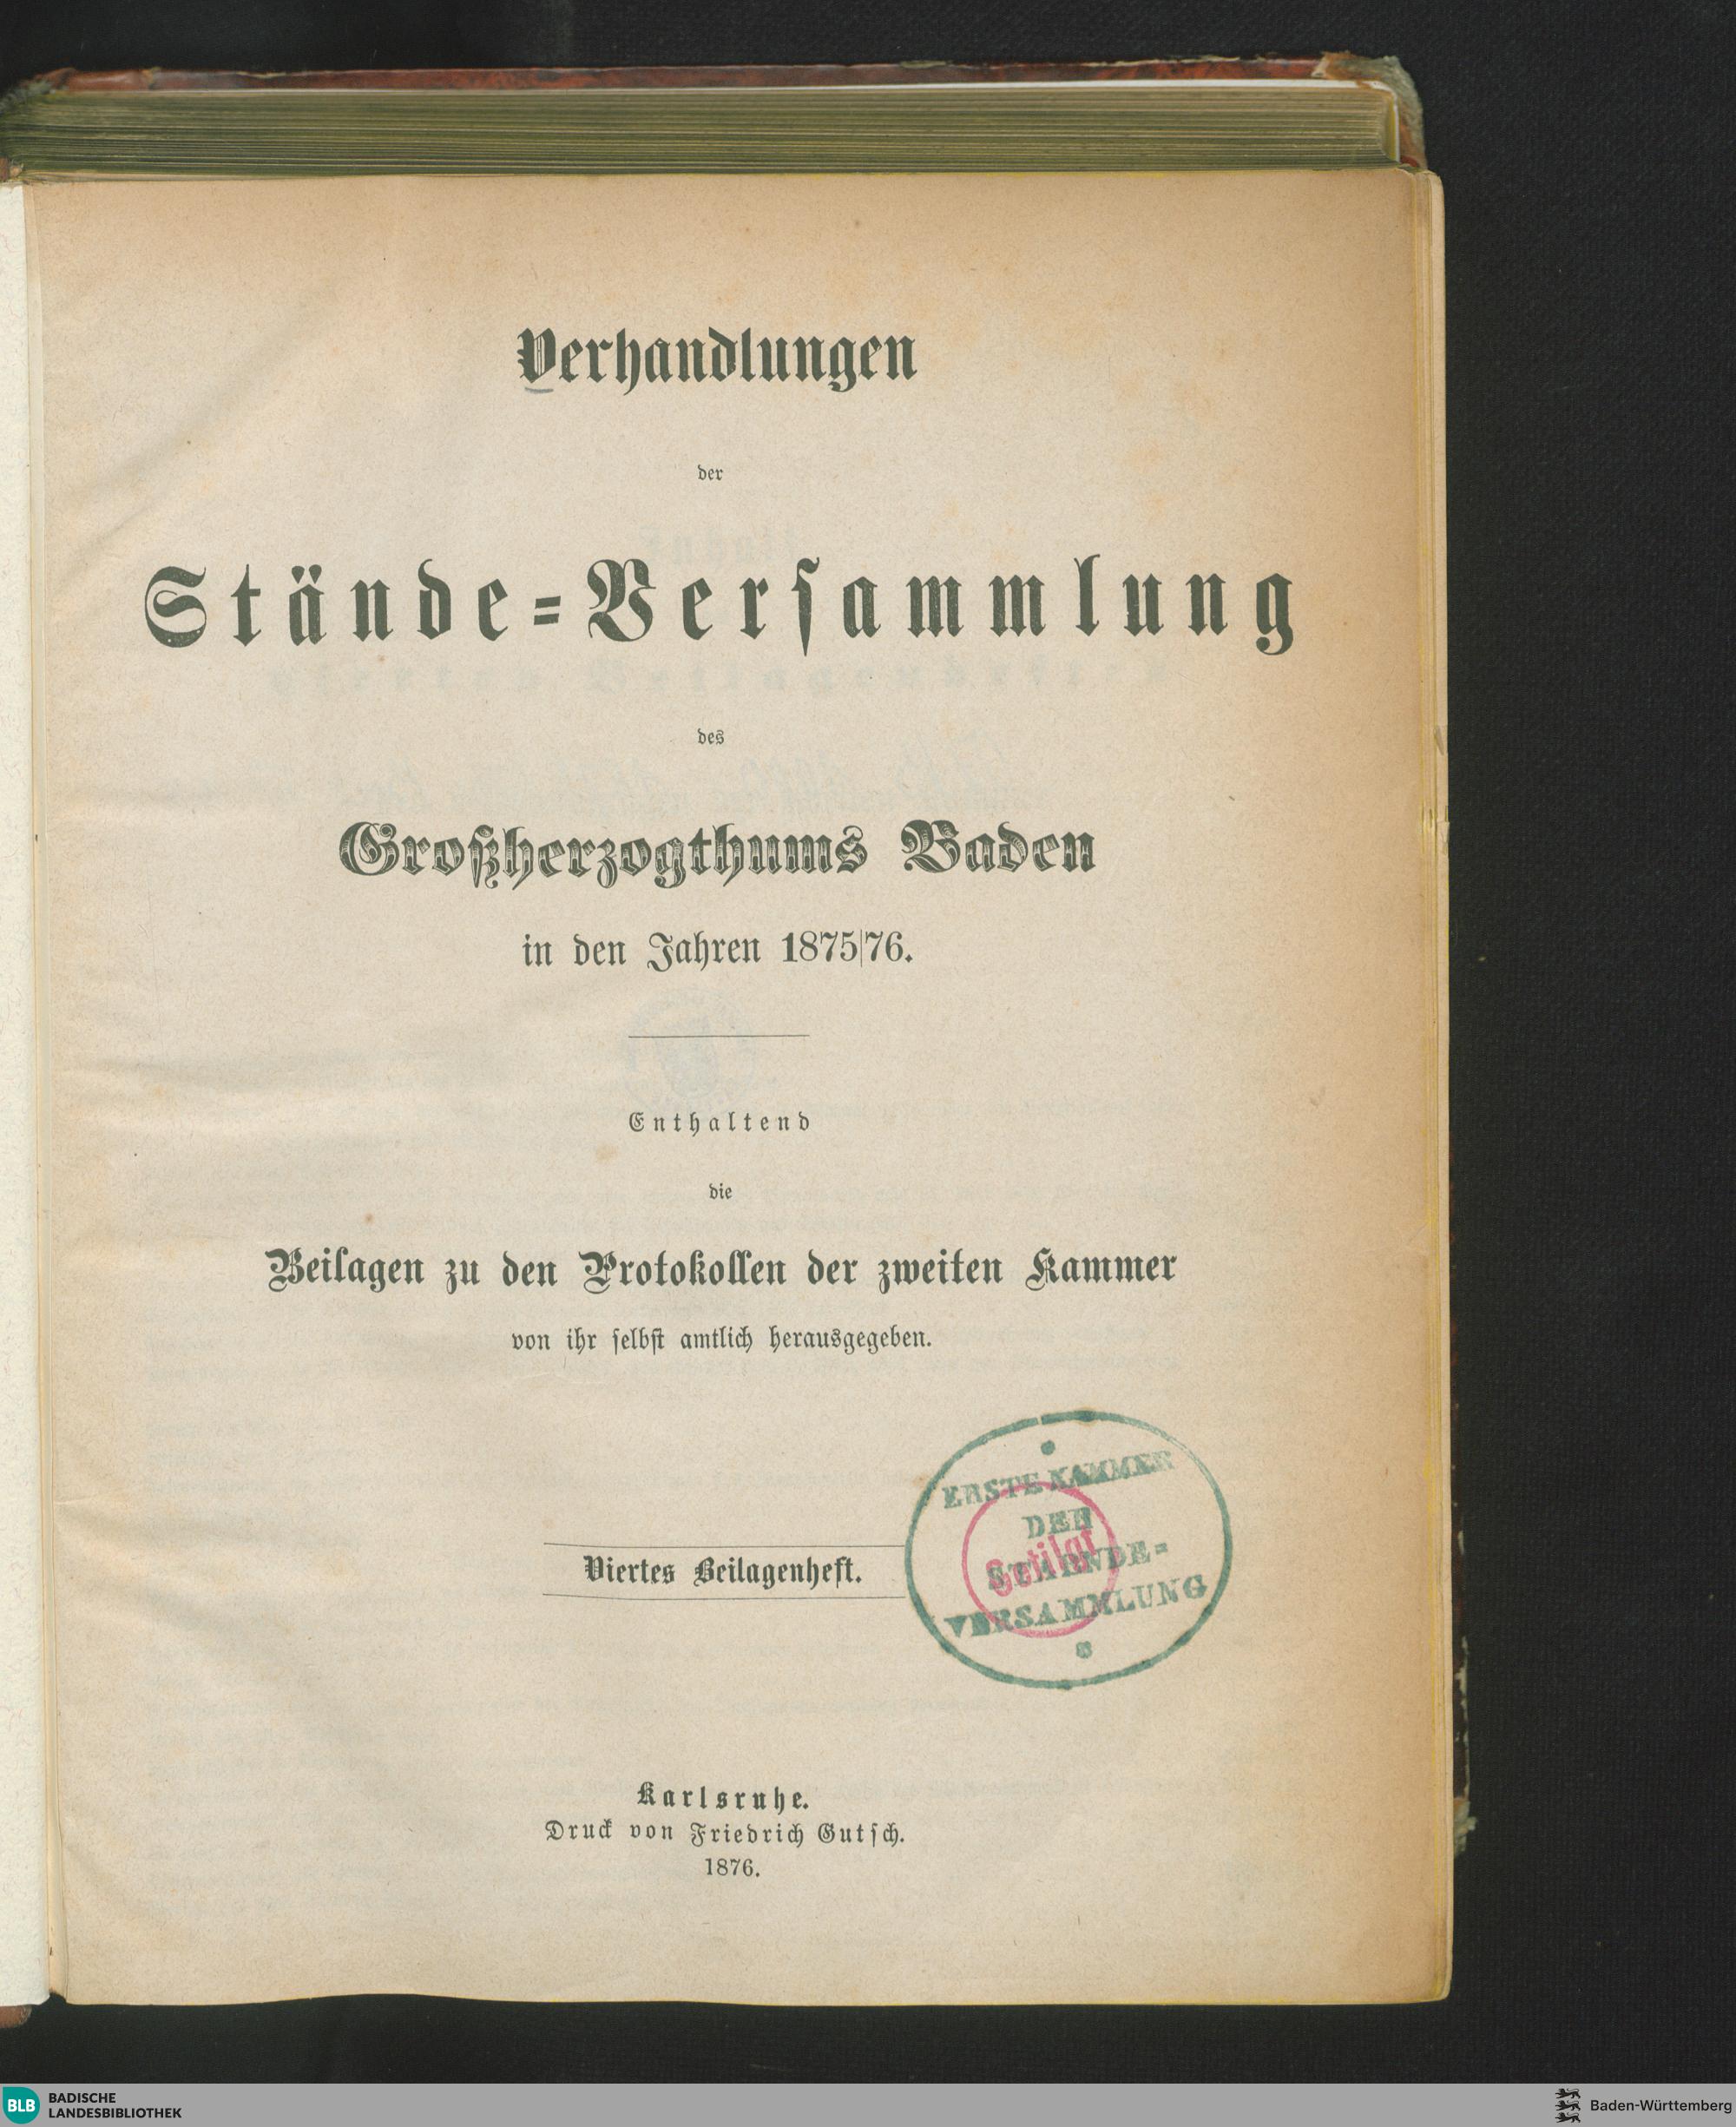 Verhandlungen
der
Stände=Versammlung
des
Großherzogthums Baden
in den Jahren 1875|76.
Enthaltend
die
Beilagen zu den Protokollen der zweiten Kammer
von ihr selbst amtlich herausgegeben.
Viertes Beilagenheft.
ERSTE KAMMER
DER
STAENDE=
VERSAMMLUNG
Getilgt
Karlsruhe.
Druck von Friedrich Gutsch.
1876.
BLB BADISCHE
LANDESBIBLIOTHEK
Baden-Württemberg